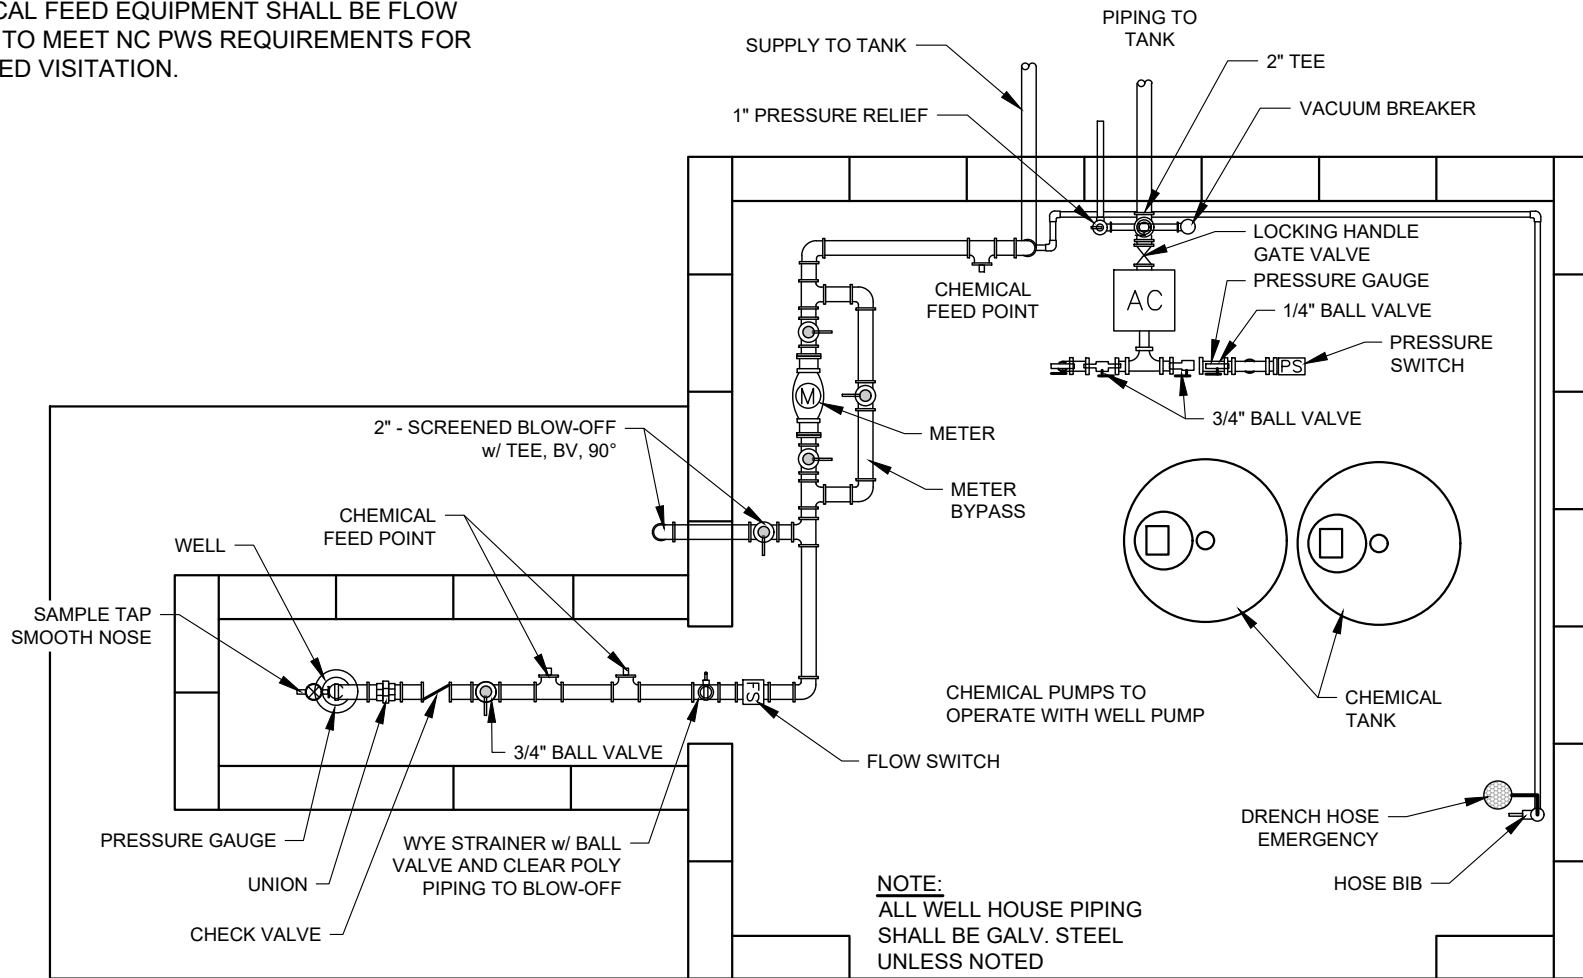 CAL FEED EQUIPMENT SHALL BE FLOW
TO MEET NC PWS REQUIREMENTS FOR
ED VISITATION.
PIPING TO
TANK
SUPPLY TO TANK
2" TEE
1" PRESSURE RELIEF
VACUUM BREAKER
LOCKING HANDLE
GATE VALVE
CHEMICAL
FEED POINT
PRESSURE GAUGE
AC
1/4" BALL VALVE
PRESSURE
SWITCH
PS
M
3/4" BALL VALVE
2" - SCREENED BLOW-OFF
w/ TEE, BV, 90°
METER
METER
BYPASS
CHEMICAL
FEED POINT
WELL
SAMPLE TAP
SMOOTH NOSE
FS
CHEMICAL PUMPS TO
OPERATE WITH WELL PUMP
CHEMICAL
TANK
3/4" BALL VALVE
FLOW SWITCH
PRESSURE GAUGE
UNION
CHECK VALVE
WYE STRAINER w/ BALL
VALVE AND CLEAR POLY
PIPING TO BLOW-OFF
DRENCH HOSE
EMERGENCY
HOSE BIB
NOTE:
ALL WELL HOUSE PIPING
SHALL BE GALV. STEEL
UNLESS NOTED